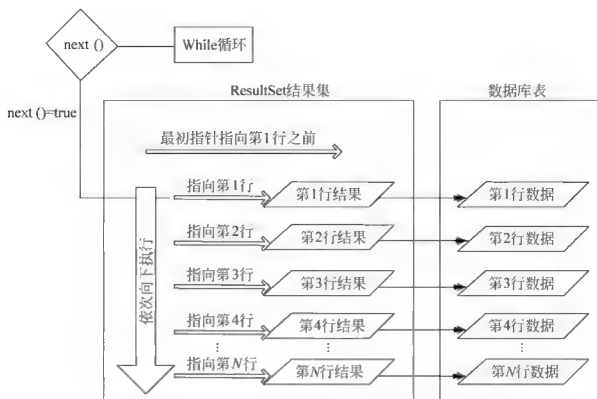 next ()
While循环
next ()=true
ResultSet结果集
数据库表
最初指针指向第1行之前
依次向下执行
指向第1行
第1行结果
第1行数据
指向第2行
第2行结果
第2行数据
指向第3行
第3行结果
第3行数据
指向第4行
第4行结果
第4行数据
⋮
⋮
⋮
指向第N行
第N行结果
第N行数据